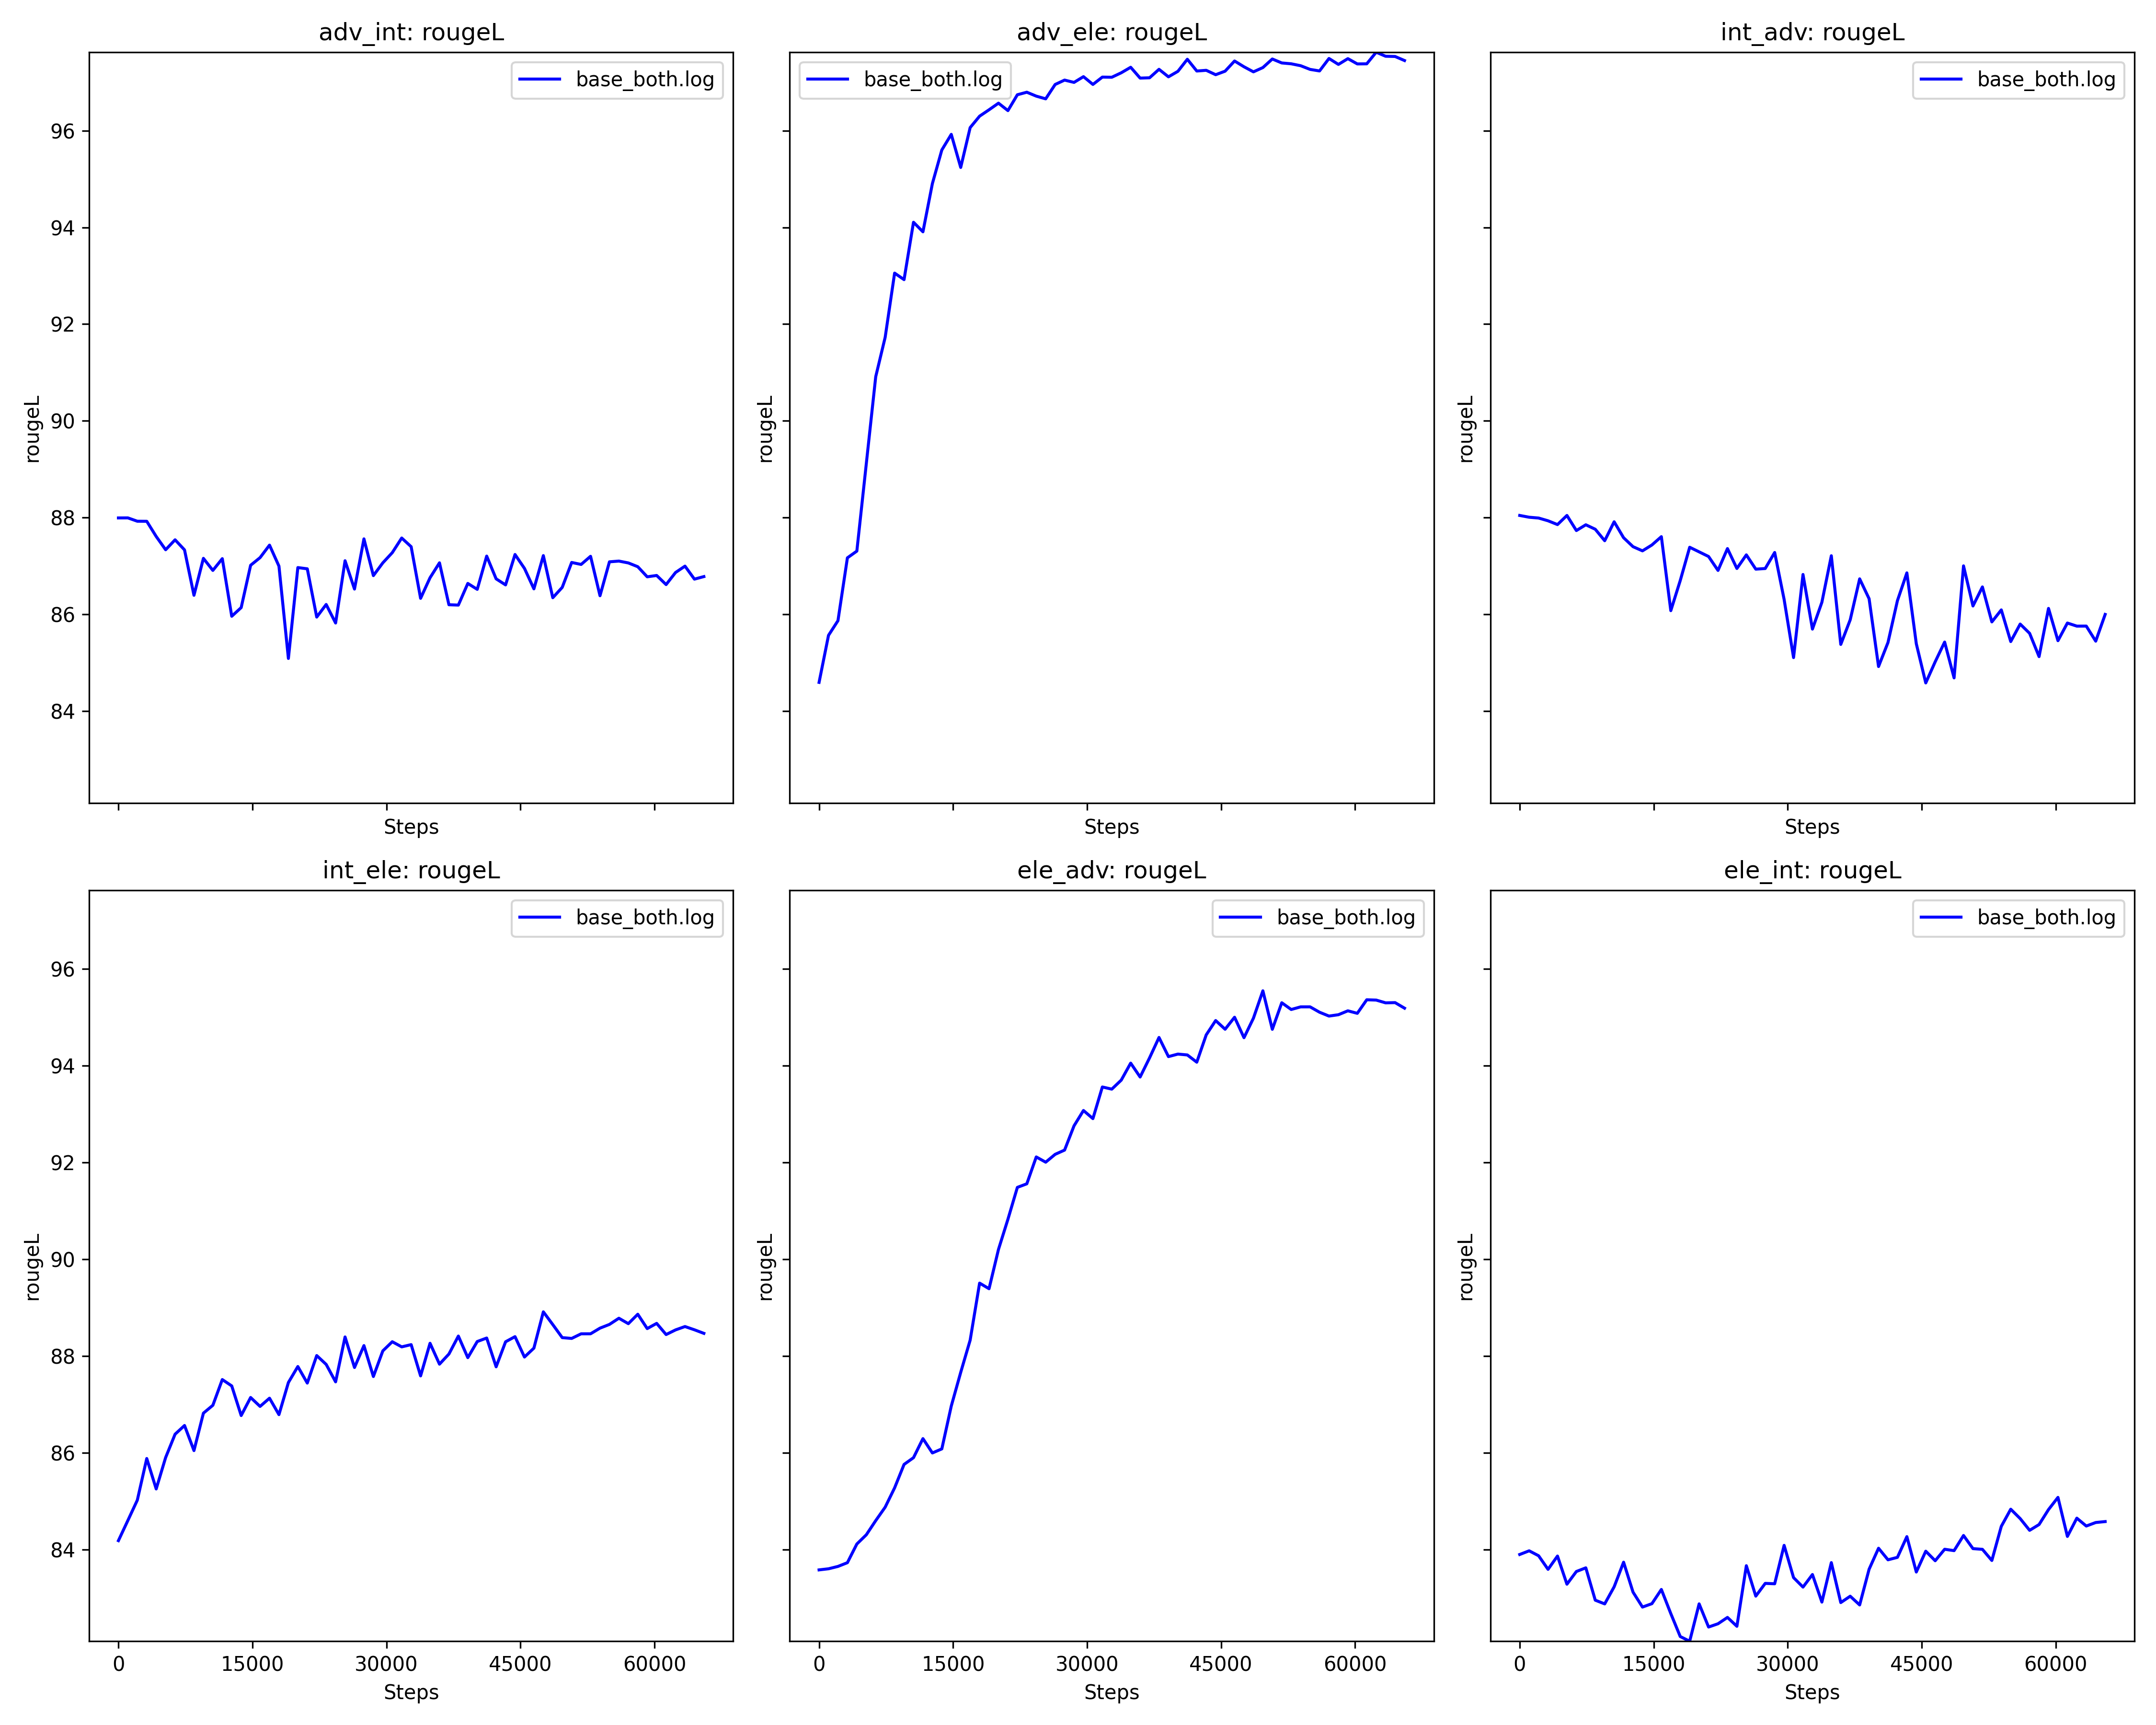 adv_int: rougeL
base_both.log
96
94
92
90
88
86
84
rougeL
Steps
adv_ele: rougeL
base_both.log
rougeL
Steps
int_adv: rougeL
base_both.log
rougeL
Steps
int_ele: rougeL
base_both.log
96
94
92
90
88
86
84
rougeL
0 15000 30000 45000 60000
Steps
ele_adv: rougeL
base_both.log
rougeL
0 15000 30000 45000 60000
Steps
ele_int: rougeL
base_both.log
rougeL
0 15000 30000 45000 60000
Steps